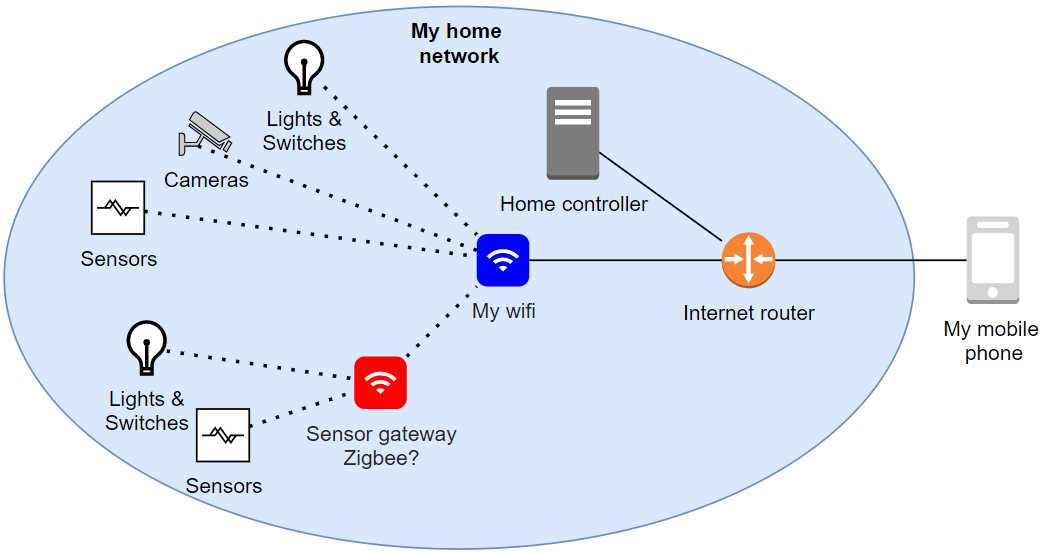 My home
network
Lights &
Switches
Cameras
Home controller
Sensors
My wifi
Internet router
My mobile
phone
Lights &
Switches
Sensor gateway
Zigbee?
Sensors